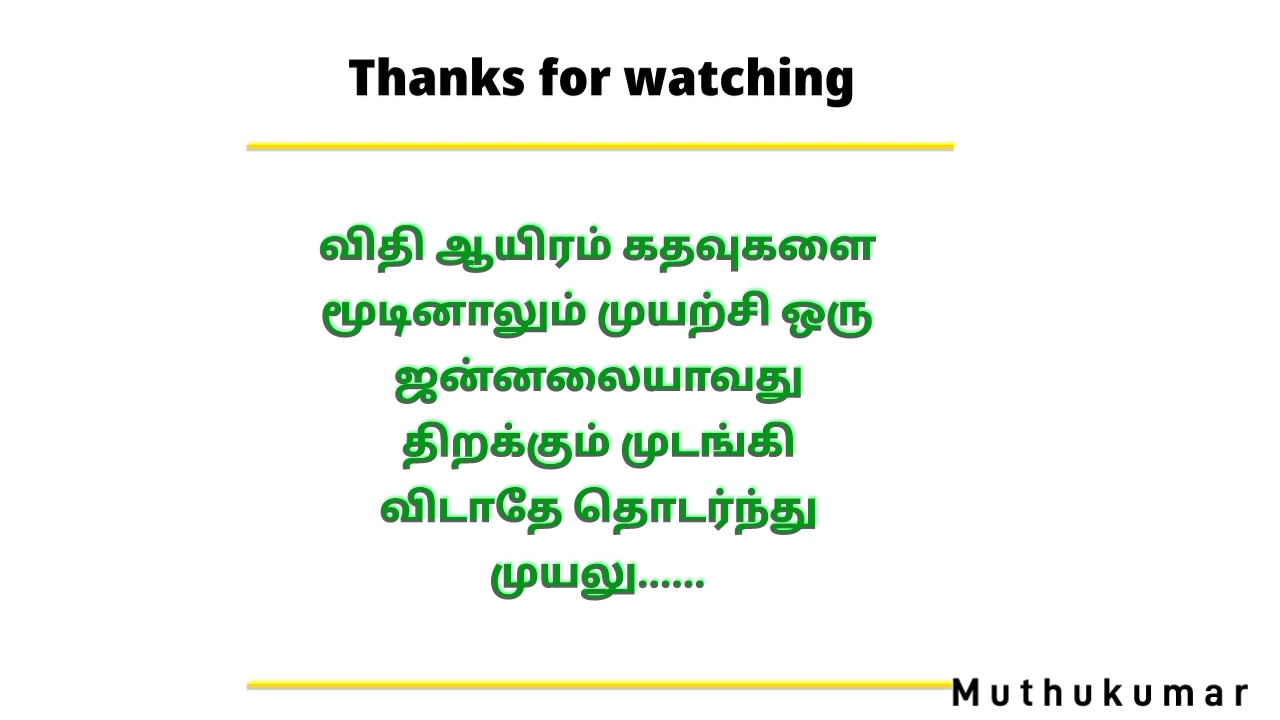 Thanks for watching
விதி ஆயிரம் கதவுகளை
மூடினாலும் முயற்சி ஒரு
ஜன்னலையாவது
திறக்கும் முடங்கி
விடாதே தொடர்ந்து
முயலு......
Muthukumar